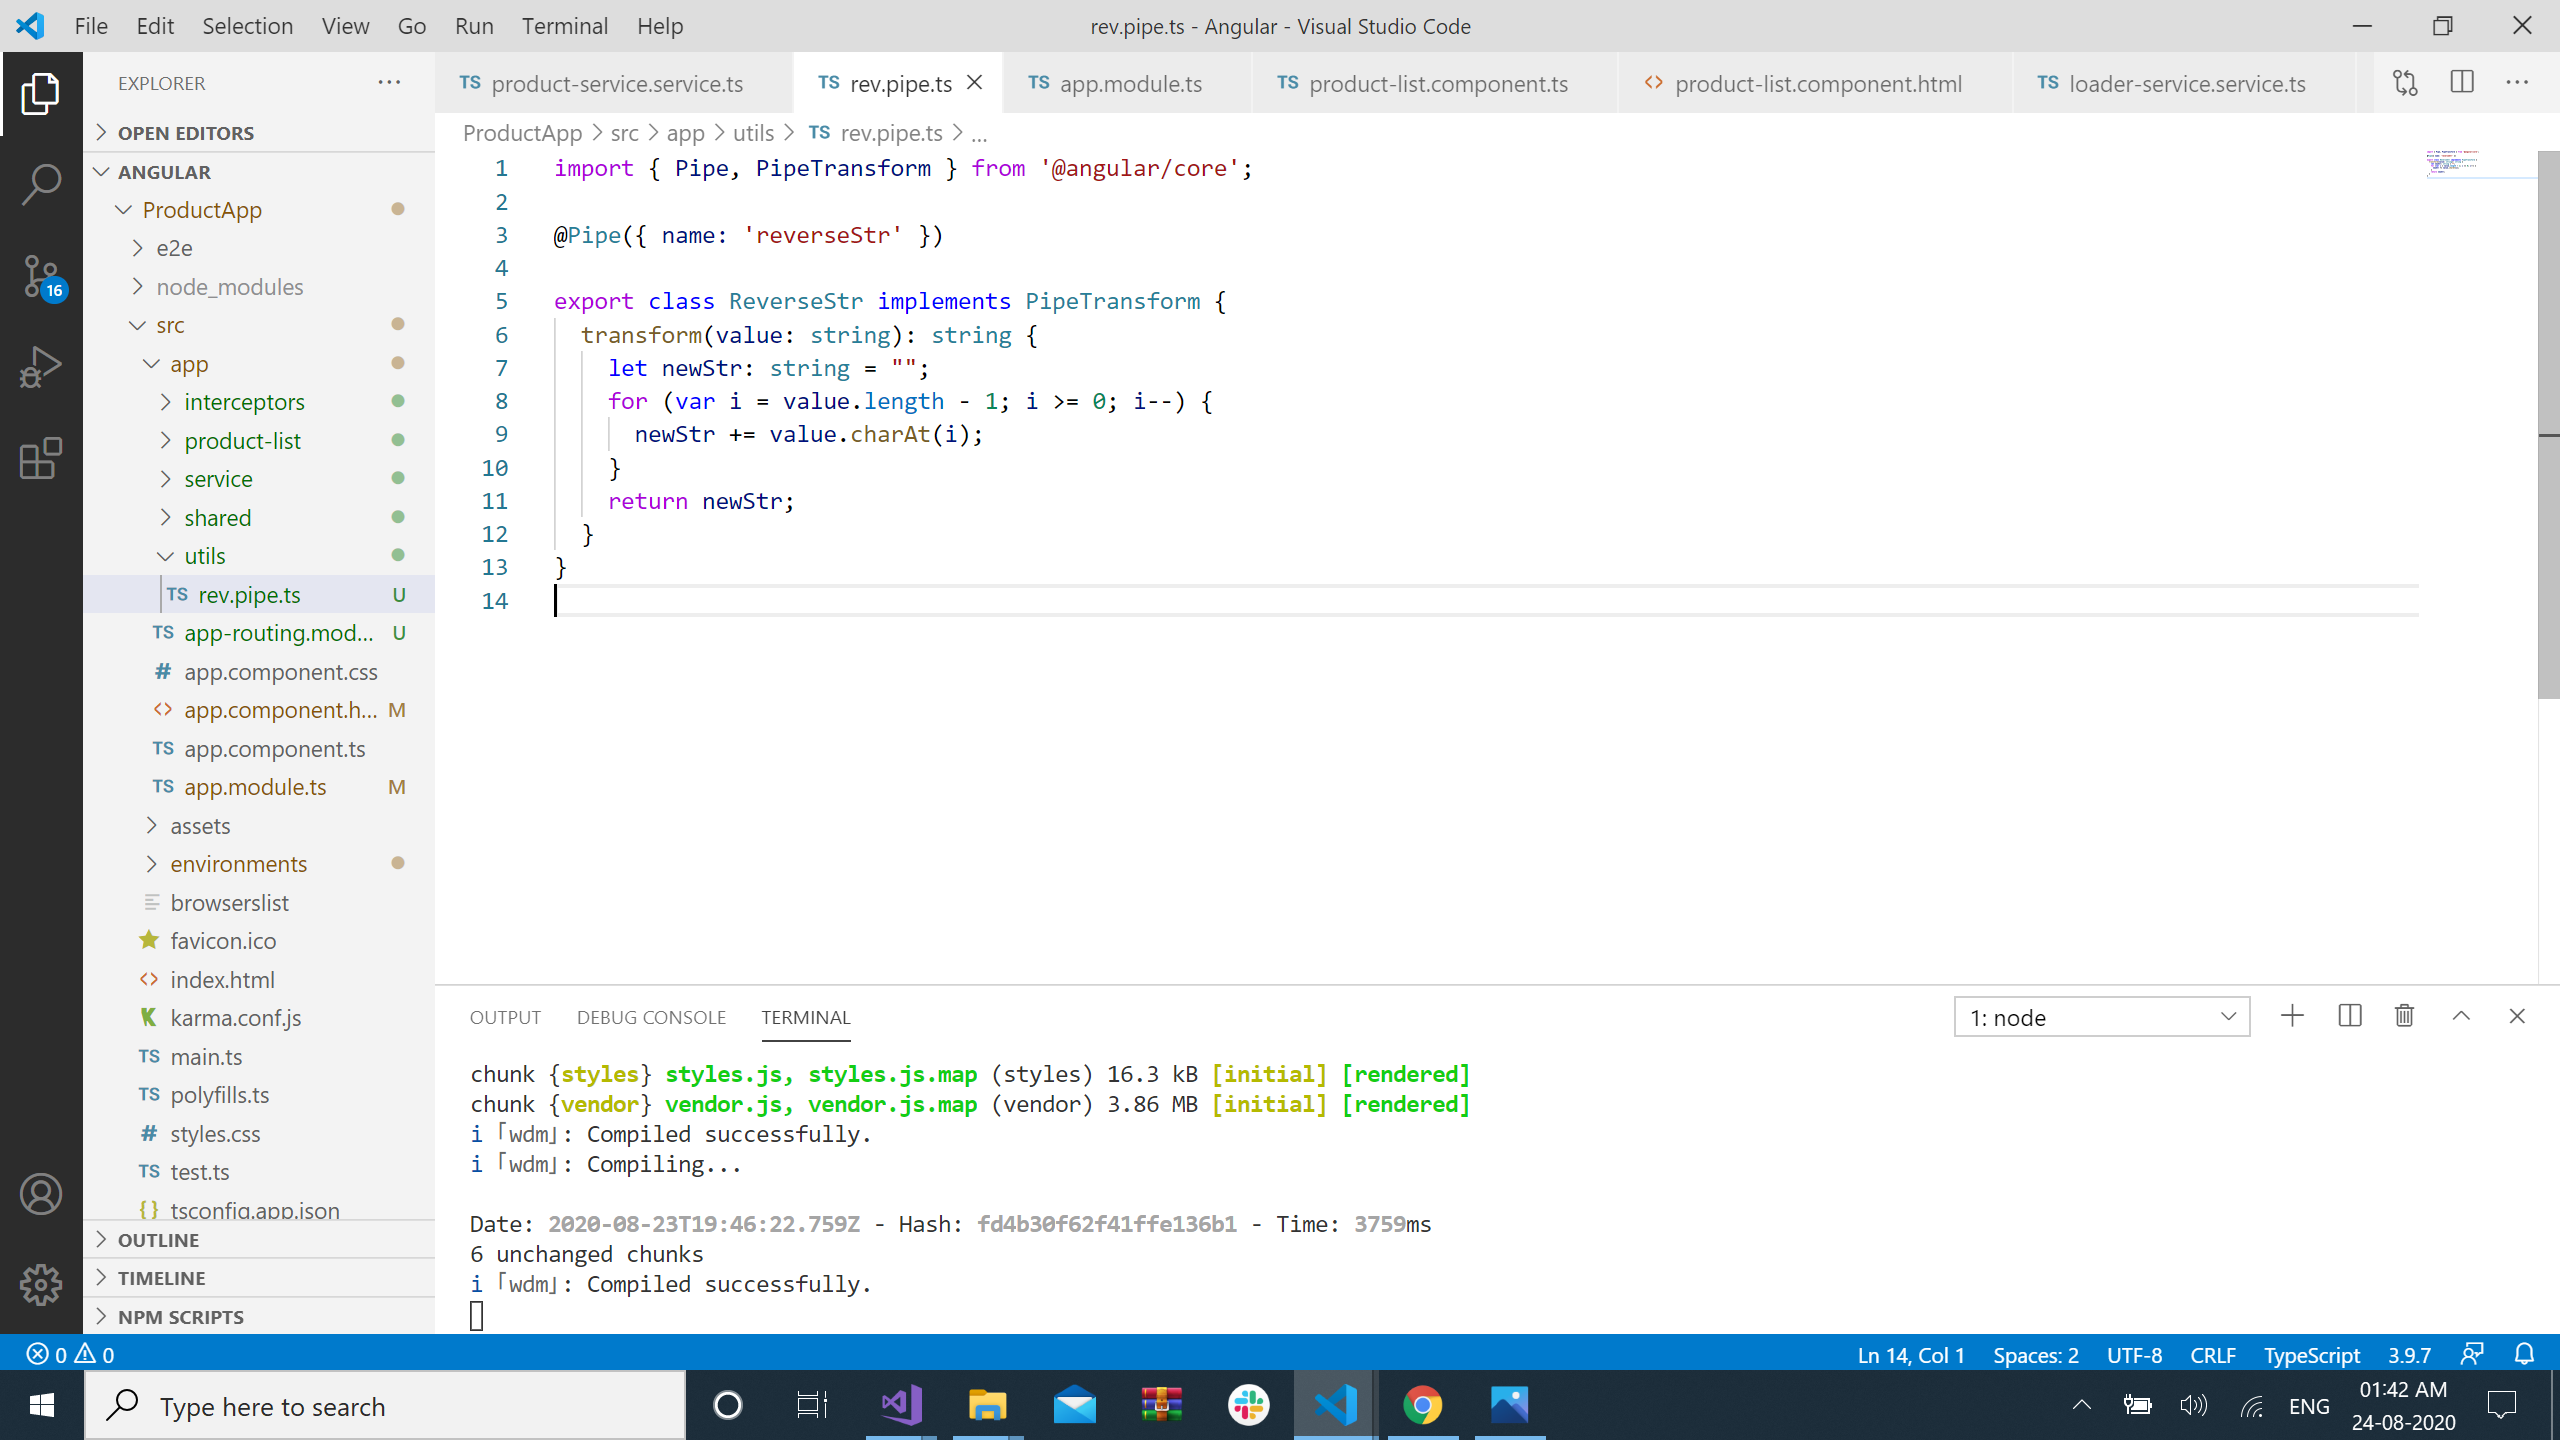 File Edit Selection View Go Run Terminal Help
rev.pipe.ts - Angular - Visual Studio Code
EXPLORER
TS product-service.service.ts
TS rev.pipe.ts
TS app.module.ts
TS product-list.component.ts
<> product-list.component.html
TS loader-service.service.ts
OPEN EDITORS
ANGULAR
ProductApp
e2e
node_modules
src
app
interceptors
product-list
service
shared
utils
TS rev.pipe.ts U
TS app-routing.mod... U
# app.component.css
<> app.component.h... M
TS app.component.ts
TS app.module.ts M
assets
environments
browserslist
favicon.ico
<> index.html
karma.conf.js
TS main.ts
TS polyfills.ts
# styles.css
TS test.ts
{} tsconfig.app.json
OUTLINE
TIMELINE
NPM SCRIPTS
16
ProductApp > src > app > utils > TS rev.pipe.ts > ...
1 import { Pipe, PipeTransform } from '@angular/core';
2
3 @Pipe({ name: 'reverseStr' })
4
5 export class ReverseStr implements PipeTransform {
6 transform(value: string): string {
7 let newStr: string = "";
8 for (var i = value.length - 1; i >= 0; i--) {
9 newStr += value.charAt(i);
10 }
11 return newStr;
12 }
13 }
14
OUTPUT DEBUG CONSOLE TERMINAL
1: node
chunk {styles} styles.js, styles.js.map (styles) 16.3 kB [initial] [rendered]
chunk {vendor} vendor.js, vendor.js.map (vendor) 3.86 MB [initial] [rendered]
i ｢wdm｣: Compiled successfully.
i ｢wdm｣: Compiling...
Date: 2020-08-23T19:46:22.759Z - Hash: fd4b30f62f41ffe136b1 - Time: 3759ms
6 unchanged chunks
i ｢wdm｣: Compiled successfully.
0 0
Ln 14, Col 1 Spaces: 2 UTF-8 CRLF TypeScript 3.9.7
Type here to search
ENG
01:42 AM
24-08-2020